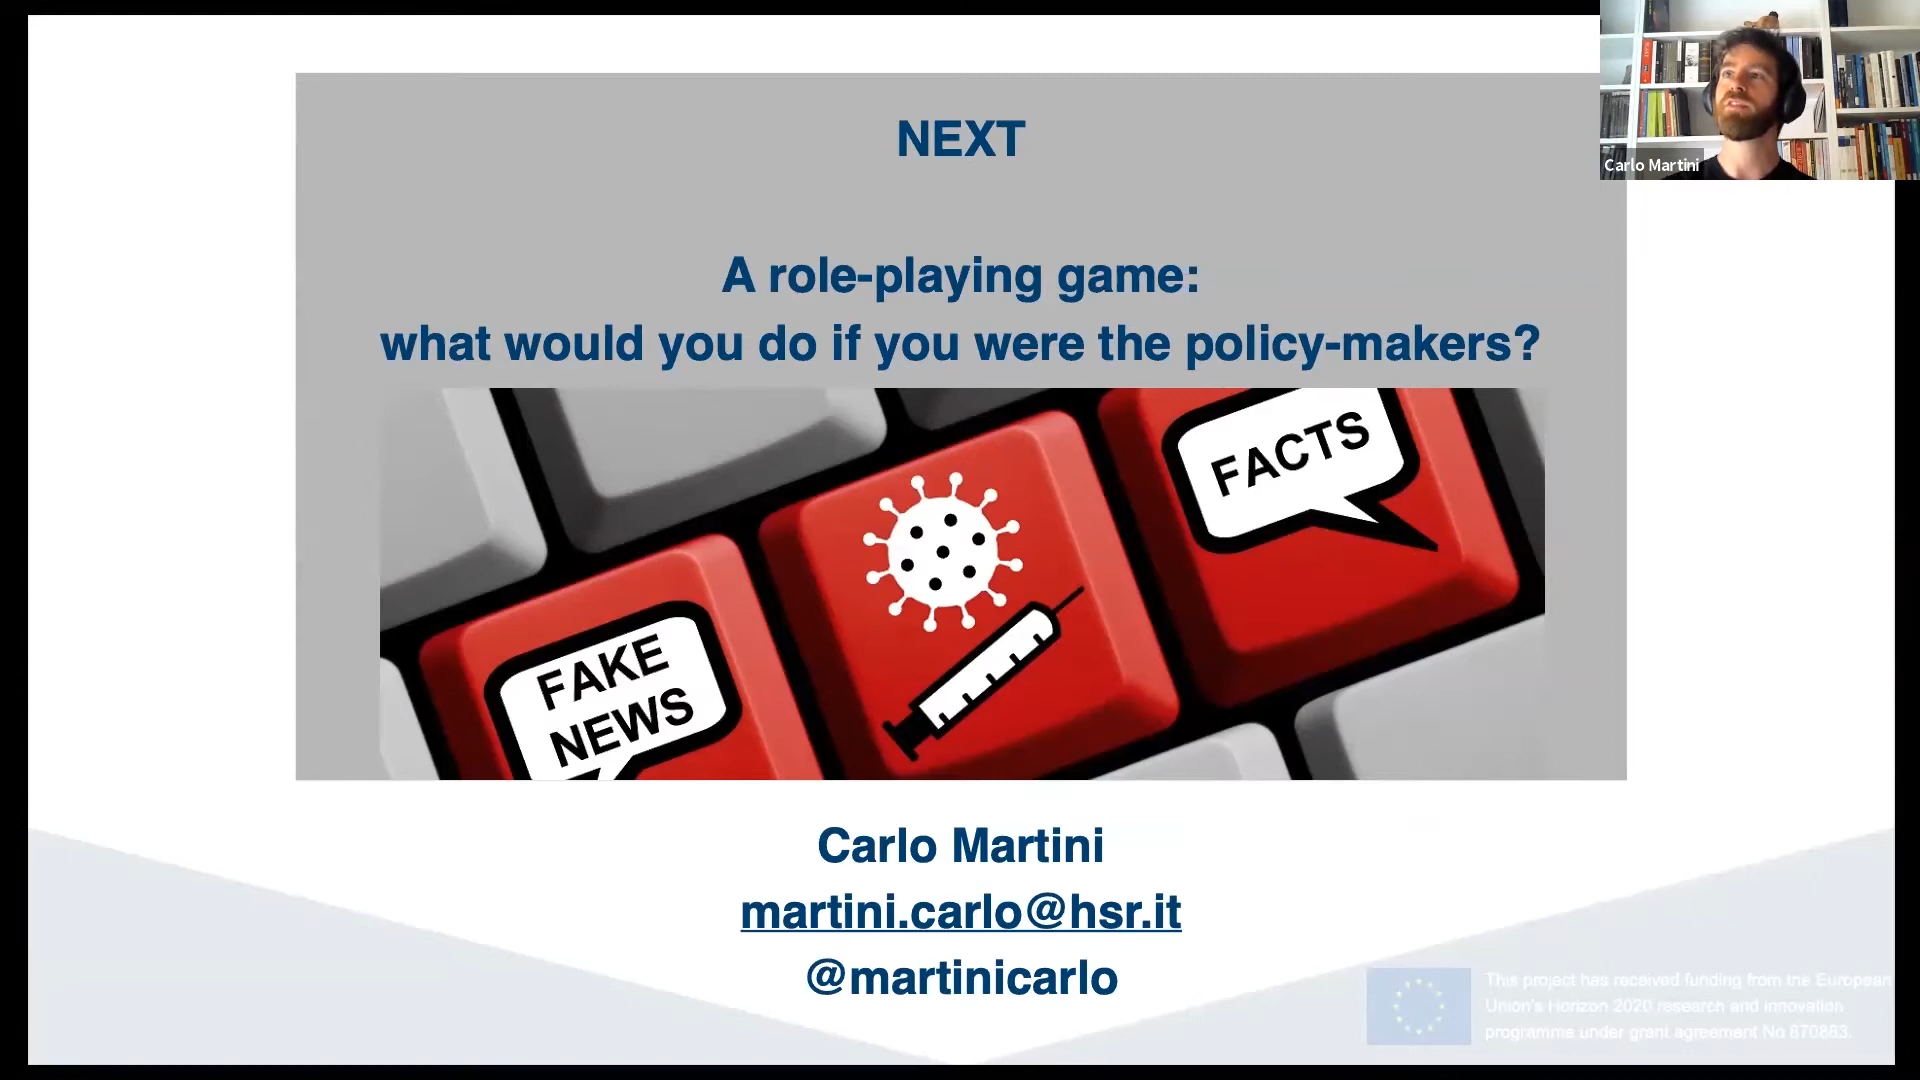 NEXT
A role-playing game:
what would you do if you were the policy-makers?
FACTS
FAKE
NEWS
Carlo Martini
martini.carlo@hsr.it
@martinicarlo
This project has received funding from the European
Union's Horizon 2020 research and innovation
programme under grant agreement No 870883.
Carlo Martini